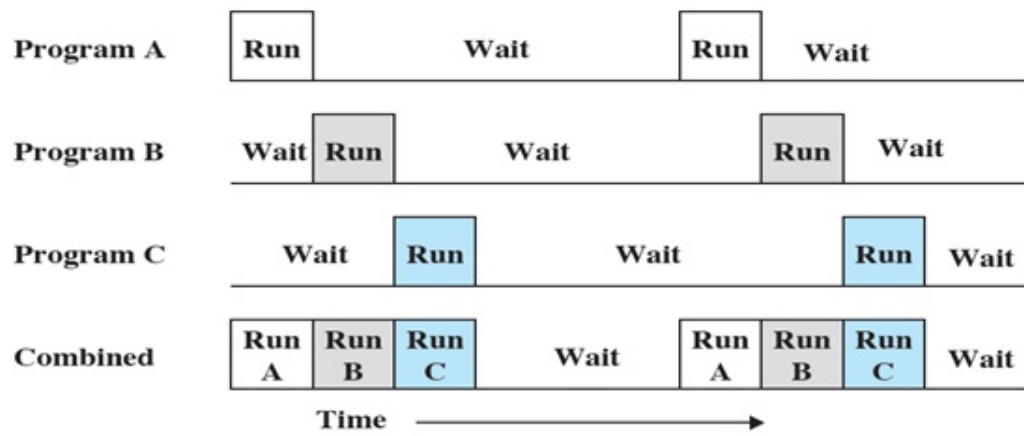 Program A Run Wait Run Wait
Program B Wait Run Wait Run Wait
Program C Wait Run Wait Run Wait
Combined Run A Run B Run C Wait Run A Run B Run C Wait
Time